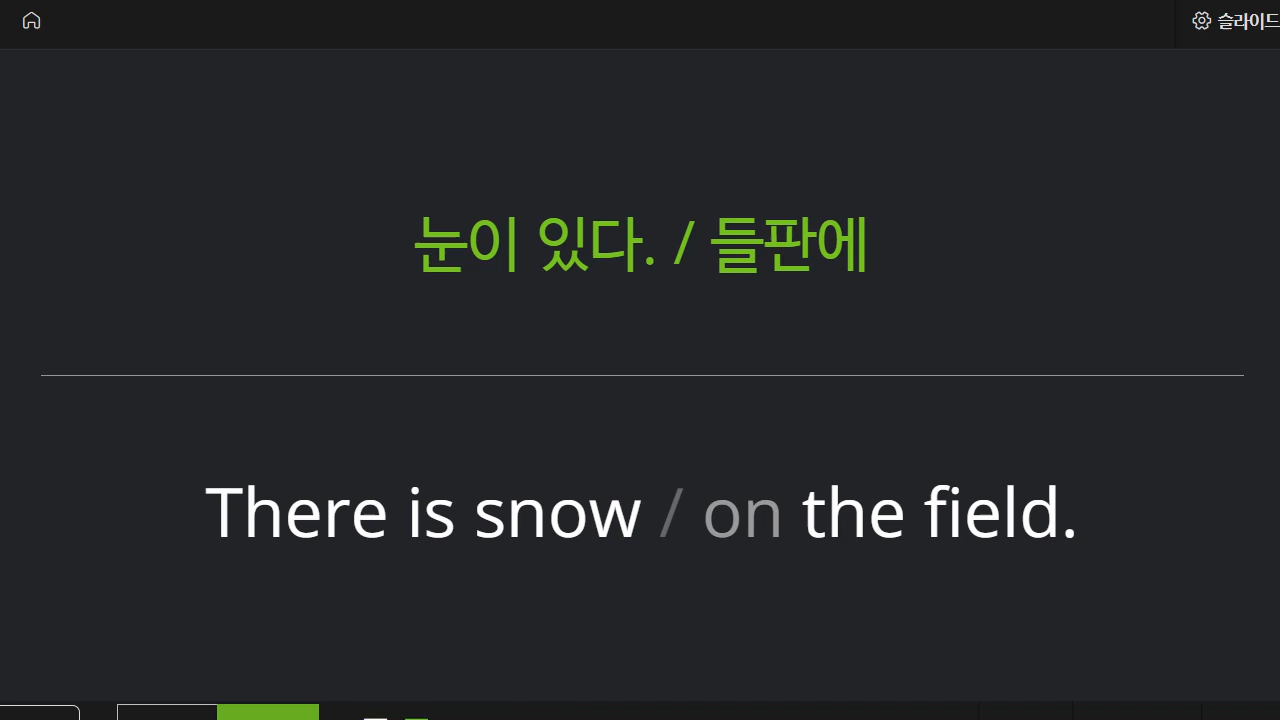 슬라이드
눈이 있다. / 들판에
There is snow / on the field.